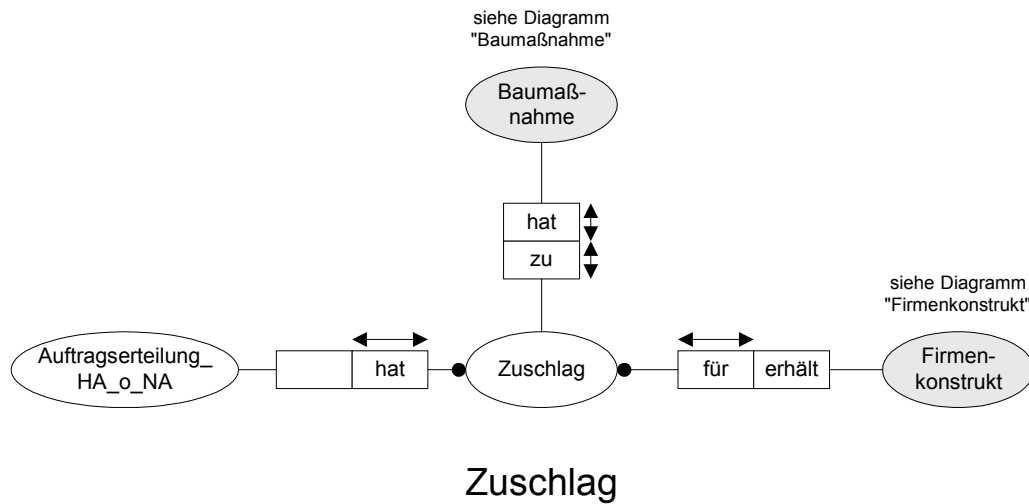 siehe Diagramm
"Baumaßnahme"
Baumaß-
nahme
hat
zu
siehe Diagramm
"Firmenkonstrukt"
Auftragserteilung_
HA_o_NA
hat
Zuschlag
für
erhält
Firmen-
konstrukt
Zuschlag